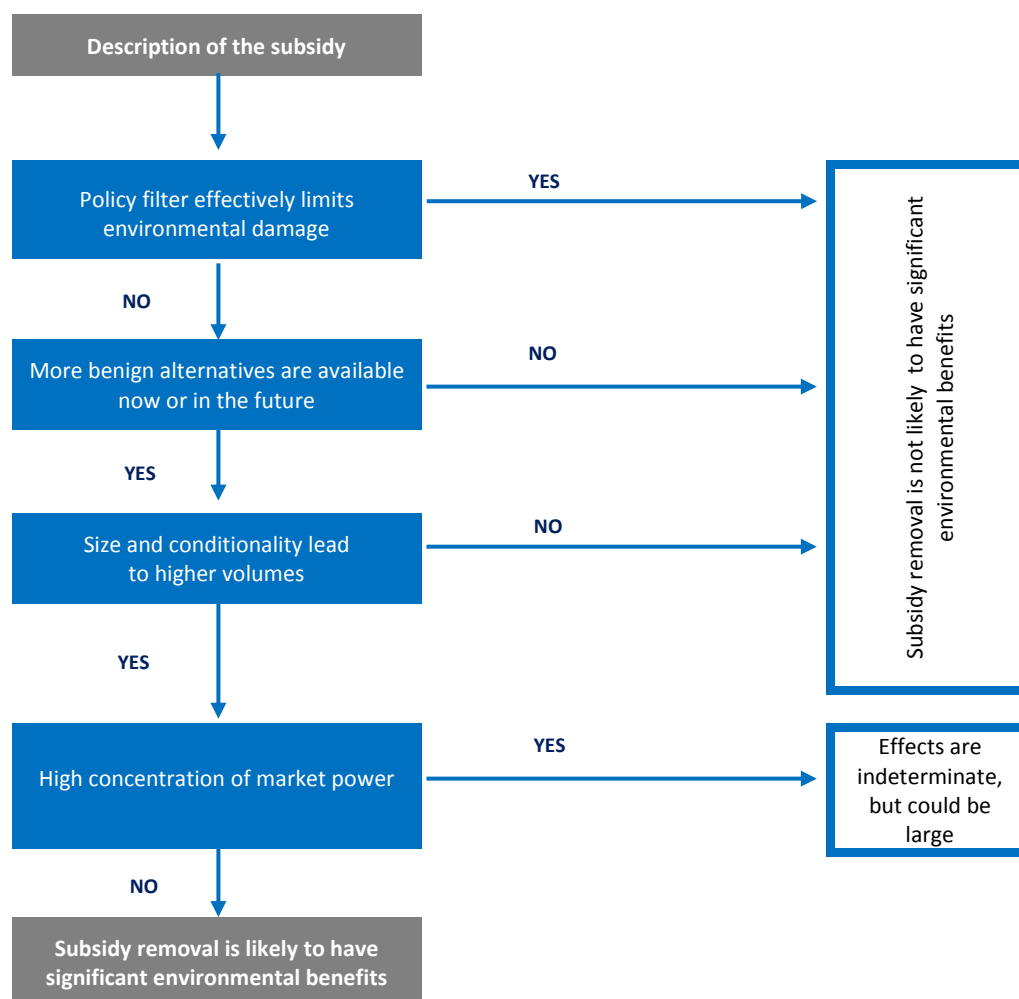 Description of the subsidy
Policy filter effectively limits
environmental damage
YES
NO
More benign alternatives are available
now or in the future
NO
YES
Size and conditionality lead
to higher volumes
NO
Subsidy removal is not likely to have significant
environmental benefits
YES
High concentration of market power
YES
Effects are
indeterminate,
but could be
large
NO
Subsidy removal is likely to have
significant environmental benefits